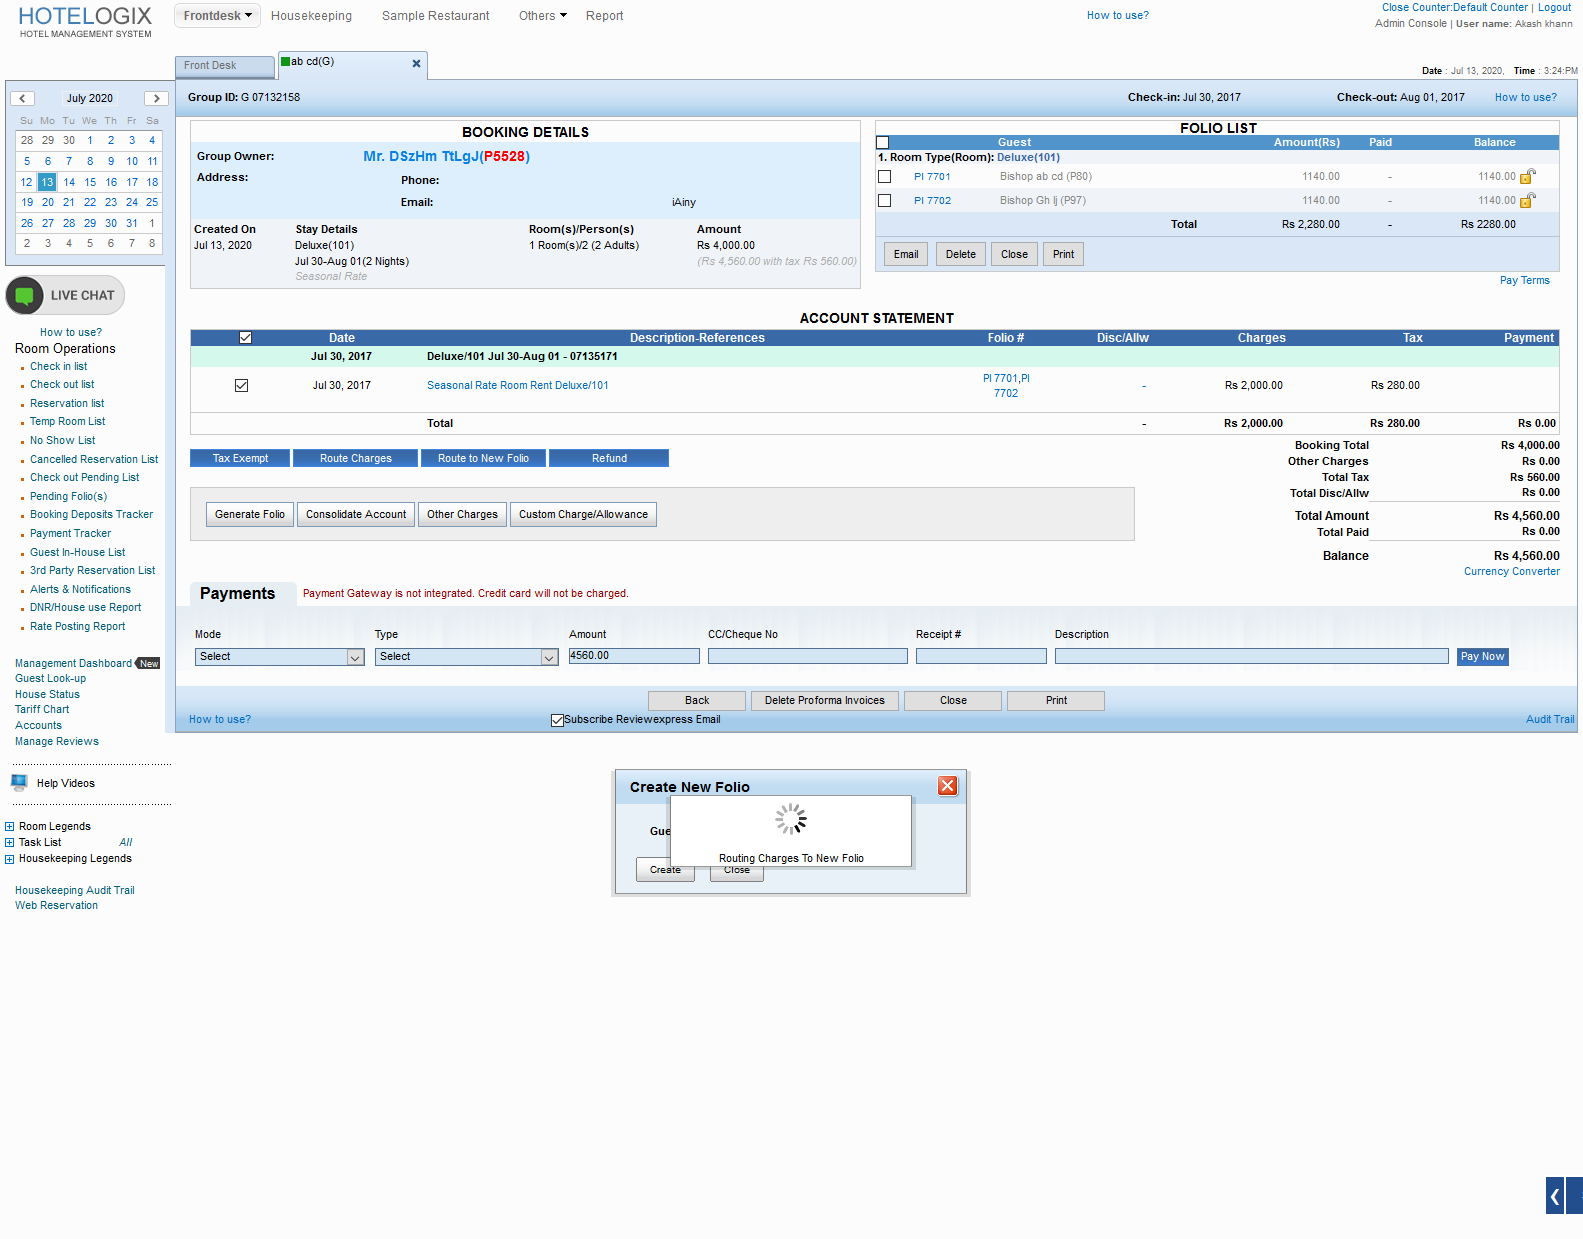 HOTELOGIX
HOTEL MANAGEMENT SYSTEM
Frontdesk Housekeeping Sample Restaurant Others Report
How to use?
Close Counter:Default Counter | Logout
Admin Console | User name: Akash khann
Front Desk
ab cd(G)
Date : Jul 13, 2020, Time : 3:24:PM
Group ID: G 07132158
Check-in: Jul 30, 2017
Check-out: Aug 01, 2017
How to use?
July 2020
Su Mo Tu We Th Fr Sa
28 29 30 1 2 3 4
5 6 7 8 9 10 11
12 13 14 15 16 17 18
19 20 21 22 23 24 25
26 27 28 29 30 31 1
2 3 4 5 6 7 8
LIVE CHAT
How to use?
Room Operations
Check in list
Check out list
Reservation list
Temp Room List
No Show List
Cancelled Reservation List
Check out Pending List
Pending Folio(s)
Booking Deposits Tracker
Payment Tracker
Guest In-House List
3rd Party Reservation List
Alerts & Notifications
DNR/House use Report
Rate Posting Report
Management Dashboard New
Guest Look-up
House Status
Tariff Chart
Accounts
Manage Reviews
Help Videos
Room Legends
Task List All
Housekeeping Legends
Housekeeping Audit Trail
Web Reservation
BOOKING DETAILS
Group Owner: Mr. DSzHm TtLgJ(P5528)
Address:
Phone:
Email: iAiny
Created On Stay Details Room(s)/Person(s) Amount
Jul 13, 2020 Deluxe(101) 1 Room(s)/2 (2 Adults) Rs 4,000.00
Jul 30-Aug 01(2 Nights) (Rs 4,560.00 with tax Rs 560.00)
Seasonal Rate
FOLIO LIST
Guest Amount(Rs) Paid Balance
1. Room Type(Room): Deluxe(101)
PI 7701 Bishop ab cd (P80) 1140.00 - 1140.00
PI 7702 Bishop Gh Ij (P97) 1140.00 - 1140.00
Total Rs 2,280.00 - Rs 2280.00
Email Delete Close Print
Pay Terms
ACCOUNT STATEMENT
Date Description-References Folio # Disc/Allw Charges Tax Payment
Jul 30, 2017 Deluxe/101 Jul 30-Aug 01 - 07135171
Jul 30, 2017 Seasonal Rate Room Rent Deluxe/101 PI 7701,PI 7702 - Rs 2,000.00 Rs 280.00
Total - Rs 2,000.00 Rs 280.00 Rs 0.00
Tax Exempt Route Charges Route to New Folio Refund
Booking Total Rs 4,000.00
Other Charges Rs 0.00
Total Tax Rs 560.00
Total Disc/Allw Rs 0.00
Total Amount Rs 4,560.00
Total Paid Rs 0.00
Balance Rs 4,560.00
Currency Converter
Generate Folio Consolidate Account Other Charges Custom Charge/Allowance
Payments Payment Gateway is not integrated. Credit card will not be charged.
Mode Type Amount CC/Cheque No Receipt # Description
Select Select 4560.00 Pay Now
Back Delete Proforma Invoices Close Print
How to use?
Subscribe Reviewexpress Email
Audit Trail
Create New Folio
Gue
Routing Charges To New Folio
Create Close